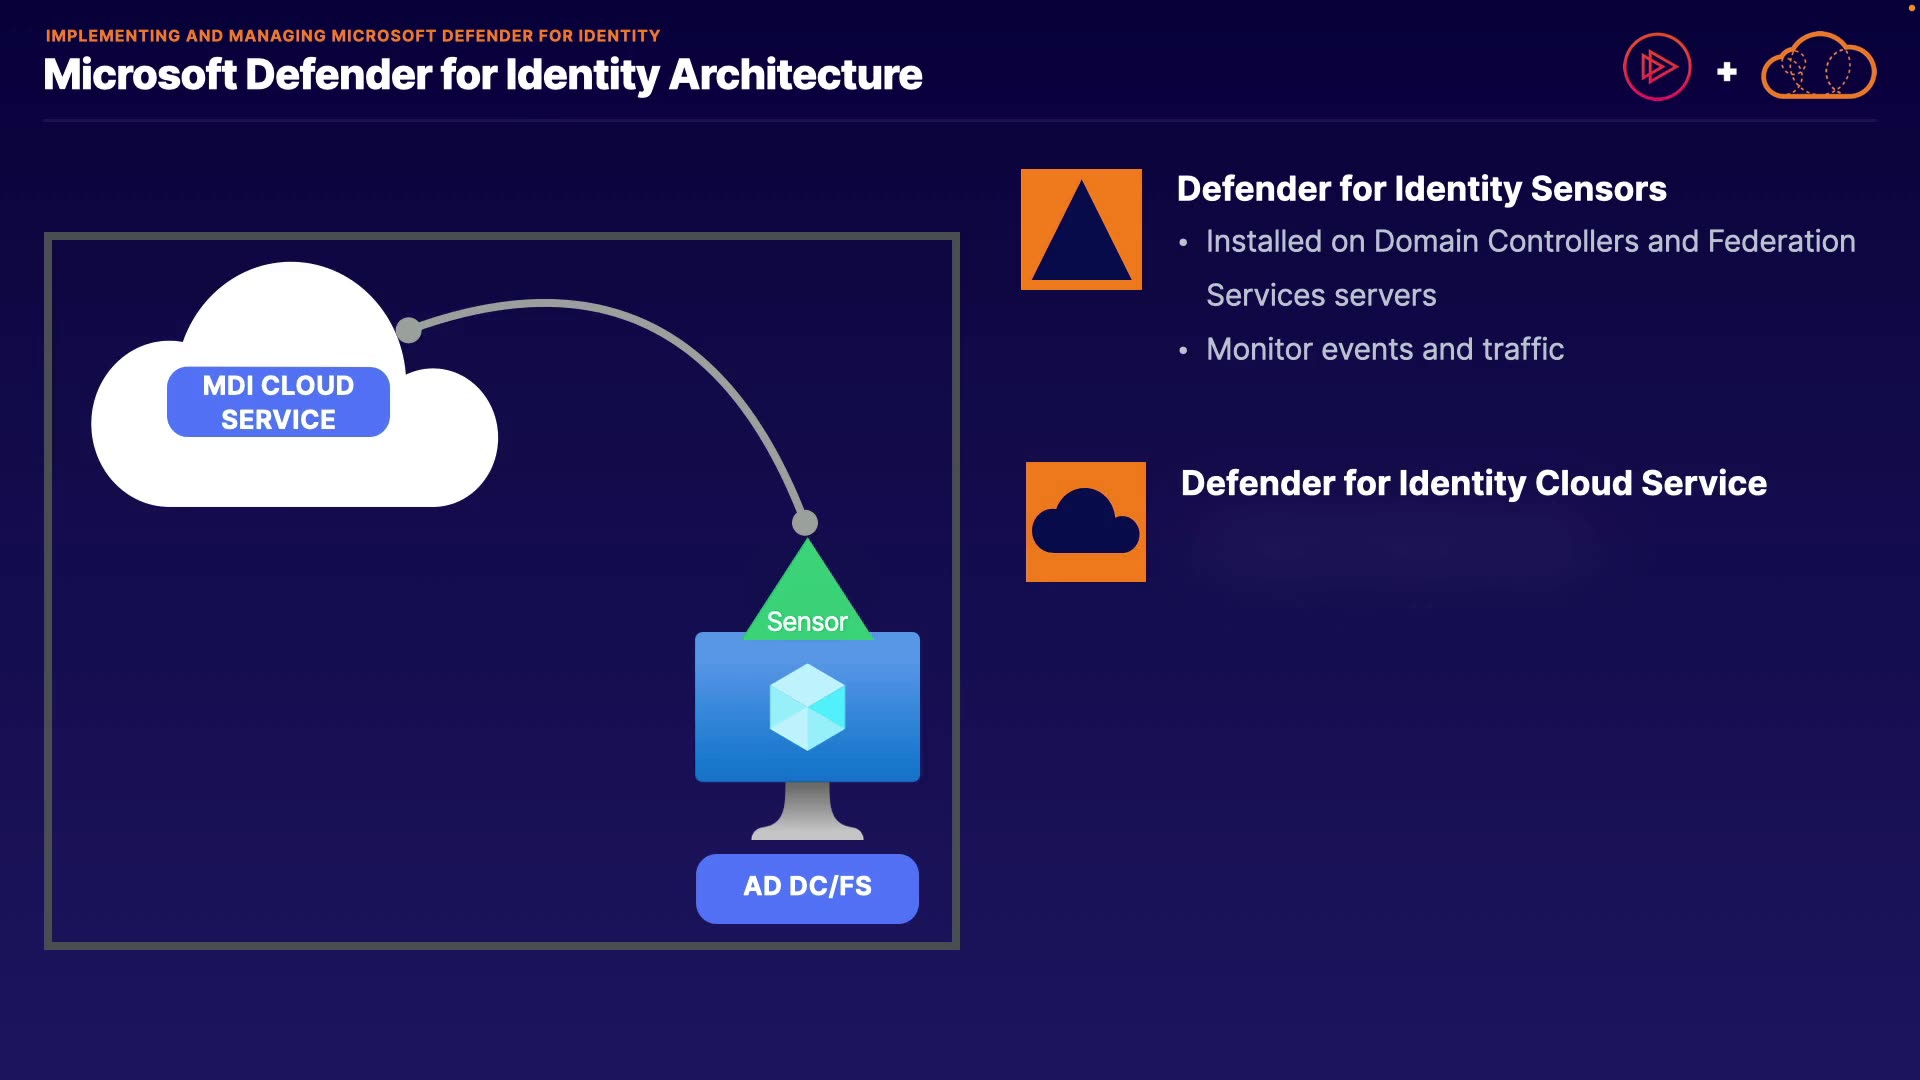 IMPLEMENTING AND MANAGING MICROSOFT DEFENDER FOR IDENTITY
Microsoft Defender for Identity Architecture
MDI CLOUD
SERVICE
Sensor
AD DC/FS
Defender for Identity Sensors
• Installed on Domain Controllers and Federation
Services servers
• Monitor events and traffic
Defender for Identity Cloud Service